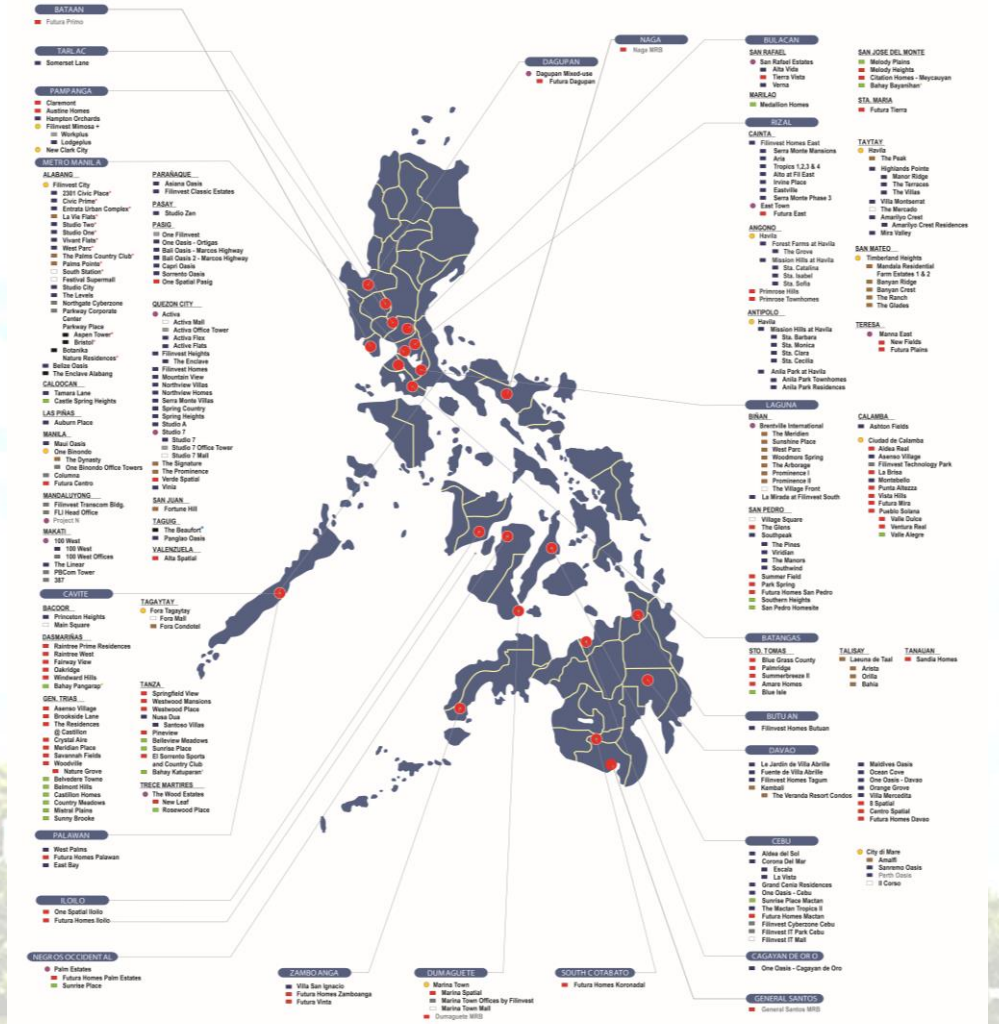 BATAAN
Futura Primo
TARLAC
Somerset Lane
PAMPANGA
Claremont
Austine Homes
Hampton Orchards
Filinvest Mimosa +
Workplus
Lodgeplus
New Clark City
METRO MANILA
ALABANG
Filinvest City
2301 Civic Place*
Civic Prime*
Entrata Urban Complex*
La Vie Flats*
Studio Two*
Studio One*
Vivant Flats*
West Parc*
The Palms Country Club*
Palms Pointe*
South Station*
Festival Supermall
Studio City
The Levels
Northgate Cyberzone
Parkway Corporate
Center
Parkway Place
Aspen Tower*
Bristol*
Botanika
Nature Residences*
Belize Oasis
The Enclave Alabang
CALOOCAN
Tamara Lane
Castle Spring Heights
LAS PIÑAS
Auburn Place
MANILA
Maui Oasis
One Binondo
The Dynasty
One Binondo Office Towers
Columna
Futura Centro
MANDALUYONG
Filinvest Transcom Bldg.
FLI Head Office
Project N
MAKATI
100 West
100 West
100 West Offices
The Linear
PBCom Tower
387
PARAÑAQUE
Asiana Oasis
Filinvest Classic Estates
PASAY
Studio Zen
PASIG
One Filinvest
One Oasis - Ortigas
Bali Oasis - Marcos Highway
Bali Oasis 2 - Marcos Highway
Capri Oasis
Sorrento Oasis
One Spatial Pasig
QUEZON CITY
Activa
Activa Mall
Activa Office Tower
Activa Flex
Activa Flats
Filinvest Heights
The Enclave
Filinvest Homes
Mountain View
Northview Villas
Northview Homes
Serra Monte Villas
Spring Country
Spring Heights
Studio A
Studio 7
Studio 7
Studio 7 Office Tower
Studio 7 Mall
The Signature
The Prominence
Verde Spatial
Vinia
SAN JUAN
Fortune Hill
TAGUIG
The Beaufort*
Panglao Oasis
VALENZUELA
Alta Spatial
CAVITE
BACOOR
Princeton Heights
Main Square
DASMARIÑAS
Raintree Prime Residences
Raintree West
Fairway View
Oakridge
Windward Hills
Bahay Pangarap*
GEN. TRIAS
Asenso Village
Brookside Lane
The Residences
@ Castillon
Crystal Aire
Meridian Place
Savannah Fields
Woodville
Nature Grove
Belvedere Towne
Belmont Hills
Castillon Homes
Country Meadows
Mistral Plains
Sunny Brooke
TAGAYTAY
Fora Tagaytay
Fora Mall
Fora Condotel
TANZA
Springfield View
Westwood Mansions
Westwood Place
Nusa Dua
Santoso Villas
Pineview
Belleview Meadows
Sunrise Place
El Sorrento Sports
and Country Club
Bahay Katuparan*
TRECE MARTIRES
The Wood Estates
New Leaf
Rosewood Place
PALAWAN
West Palms
Futura Homes Palawan
East Bay
ILOILO
One Spatial Iloilo
Futura Homes Iloilo
NEGROS OCCIDENTAL
Palm Estates
Futura Homes Palm Estates
Sunrise Place
DAGUPAN
Dagupan Mixed-use
Futura Dagupan
NAGA
Naga MRB
BULACAN
SAN RAFAEL
San Rafael Estates
Alta Vida
Tierra Vista
Verna
MARILAO
Medallion Homes
SAN JOSE DEL MONTE
Melody Plains
Melody Heights
Citation Homes - Meycauyan
Bahay Bayanihan*
STA. MARIA
Futura Tierra
RIZAL
CAINTA
Filinvest Homes East
Serra Monte Mansions
Aria
Tropics 1,2,3 & 4
Alto at Fil East
Irvine Place
Eastville
Serra Monte Phase 3
East Town
Futura East
ANGONO
Havila
Forest Farms at Havila
The Grove
Mission Hills at Havila
Sta. Catalina
Sta. Isabel
Sta. Sofia
Primrose Hills
Primrose Townhomes
ANTIPOLO
Havila
Mission Hills at Havila
Sta. Barbara
Sta. Monica
Sta. Clara
Sta. Cecilia
Anila Park at Havila
Anila Park Townhomes
Anila Park Residences
TAYTAY
Havila
The Peak
Highlands Pointe
Manor Ridge
The Terraces
The Villas
Villa Montserrat
The Mercado
Amarilyo Crest
Amarilyo Crest Residences
Mira Valley
SAN MATEO
Timberland Heights
Mandala Residential
Farm Estates 1 & 2
Banyan Ridge
Banyan Crest
The Ranch
The Glades
TERESA
Manna East
New Fields
Futura Plains
LAGUNA
BIÑAN
Brentville International
The Meridien
Sunshine Place
West Parc
Woodmore Spring
The Arborage
Prominence I
Prominence II
The Village Front
La Mirada at Filinvest South
SAN PEDRO
Village Square
The Glens
Southpeak
The Pines
Viridian
The Manors
Southwind
Summer Field
Park Spring
Futura Homes San Pedro
Southern Heights
San Pedro Homesite
CALAMBA
Ashton Fields
Ciudad de Calamba
Aldea Real
Asenso Village
Filinvest Technology Park
La Brisa
Montebello
Punta Altezza
Vista Hills
Futura Mira
Pueblo Solana
Valle Dulce
Ventura Real
Valle Alegre
BATANGAS
STO. TOMAS
Blue Grass County
Palmridge
Summerbreeze II
Amare Homes
Blue Isle
TALISAY
Laeuna de Taal
Arista
Orilla
Bahia
TANAUAN
Sandia Homes
BUTUAN
Filinvest Homes Butuan
DAVAO
Le Jardin de Villa Abrille
Fuente de Villa Abrille
Filinvest Homes Tagum
Kembali
The Veranda Resort Condos
Maldives Oasis
Ocean Cove
One Oasis - Davao
Orange Grove
Villa Mercedita
8 Spatial
Centro Spatial
Futura Homes Davao
CEBU
Aldea del Sol
Corona Del Mar
Escala
La Vista
Grand Cenia Residences
One Oasis - Cebu
Sunrise Place Mactan
The Mactan Tropics II
Futura Homes Mactan
Filinvest Cyberzone Cebu
Filinvest IT Park Cebu
Filinvest IT Mall
City di Mare
Amalfi
Sanremo Oasis
Perth Oasis
Il Corso
CAGAYAN DE ORO
One Oasis - Cagayan de Oro
GENERAL SANTOS
General Santos MRB
ZAMBOANGA
Villa San Ignacio
Futura Homes Zamboanga
Futura Vinta
DUMAGUETE
Marina Town
Marina Spatial
Marina Town Offices by Filinvest
Marina Town Mall
Dumaguete MRB
SOUTH COTABATO
Futura Homes Koronadal